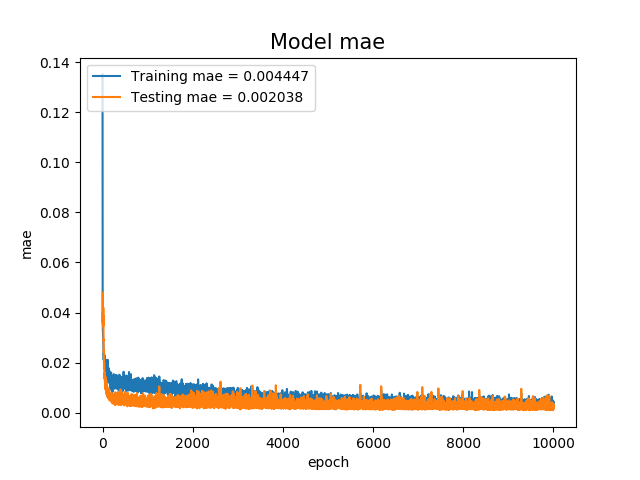 Model mae
Training mae = 0.004447
Testing mae = 0.002038
0.14
0.12
0.10
0.08
0.06
0.04
0.02
0.00
mae
0 2000 4000 6000 8000 10000
epoch